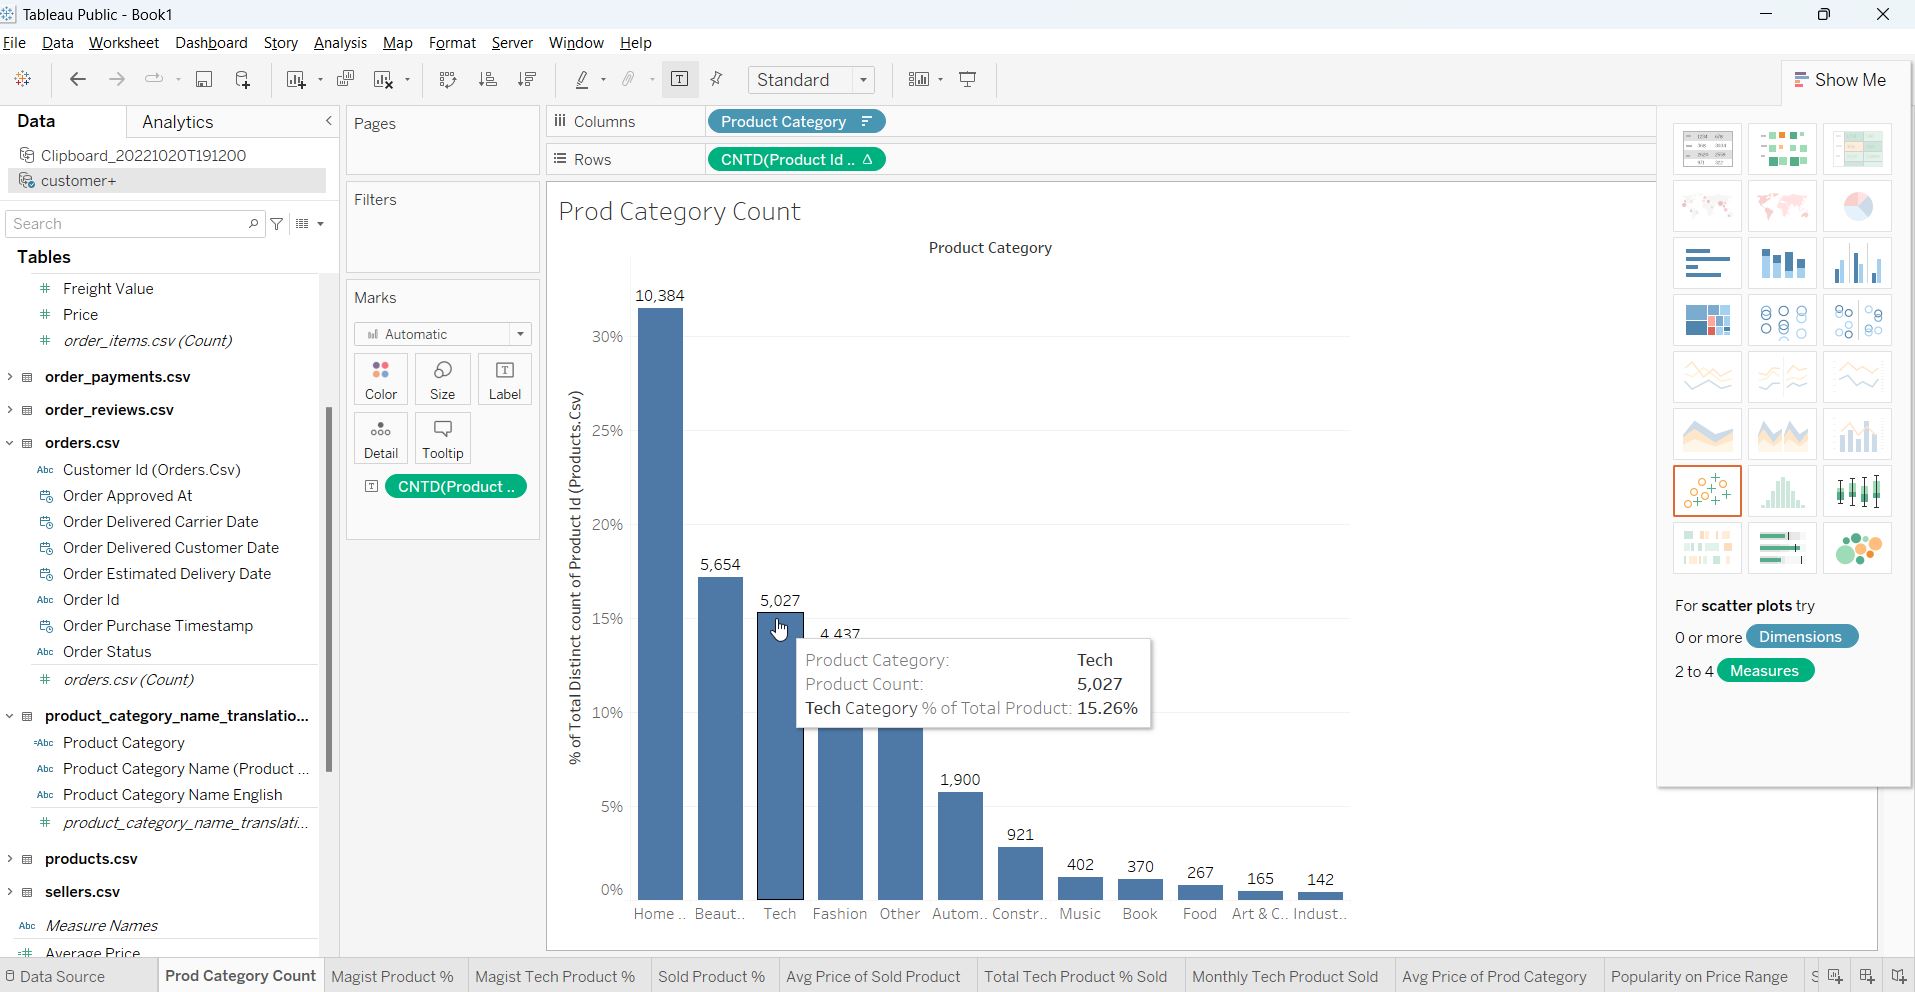 Tableau Public - Book1
File Data Worksheet Dashboard Story Analysis Map Format Server Window Help
Standard
Show Me
Data
Analytics
Clipboard_20221020T191200
customer+
Search
Tables
Freight Value
Price
order_items.csv (Count)
order_payments.csv
order_reviews.csv
orders.csv
Abc Customer Id (Orders.Csv)
Order Approved At
Order Delivered Carrier Date
Order Delivered Customer Date
Order Estimated Delivery Date
Abc Order Id
Order Purchase Timestamp
Abc Order Status
orders.csv (Count)
product_category_name_translatio...
=Abc Product Category
Abc Product Category Name (Product ...
Abc Product Category Name English
product_category_name_translati...
products.csv
sellers.csv
Abc Measure Names
Average Price
Pages
Filters
Marks
Automatic
Color Size Label
Detail Tooltip
CNTD(Product ..
Columns
Product Category
Rows
CNTD(Product Id .. Δ
Prod Category Count
Product Category
% of Total Distinct count of Product Id (Products.Csv)
30%
25%
20%
15%
10%
5%
0%
10,384
5,654
5,027
4,437
1,900
921
402
370
267
165
142
Product Category: Tech
Product Count: 5,027
Tech Category % of Total Product: 15.26%
Home .. Beaut.. Tech Fashion Other Autom.. Constr.. Music Book Food Art & C.. Indust..
For scatter plots try
0 or more Dimensions
2 to 4 Measures
Data Source Prod Category Count Magist Product % Magist Tech Product % Sold Product % Avg Price of Sold Product Total Tech Product % Sold Monthly Tech Product Sold Avg Price of Prod Category Popularity on Price Range